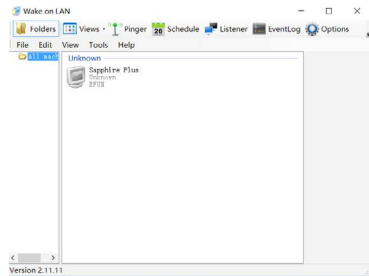 Wake on LAN
Folders Views Pinger 20 Schedule Listener EventLog Options
File Edit View Tools Help
All mach
Unknown
Sapphire Plus
Unknown
Version 2.11.11